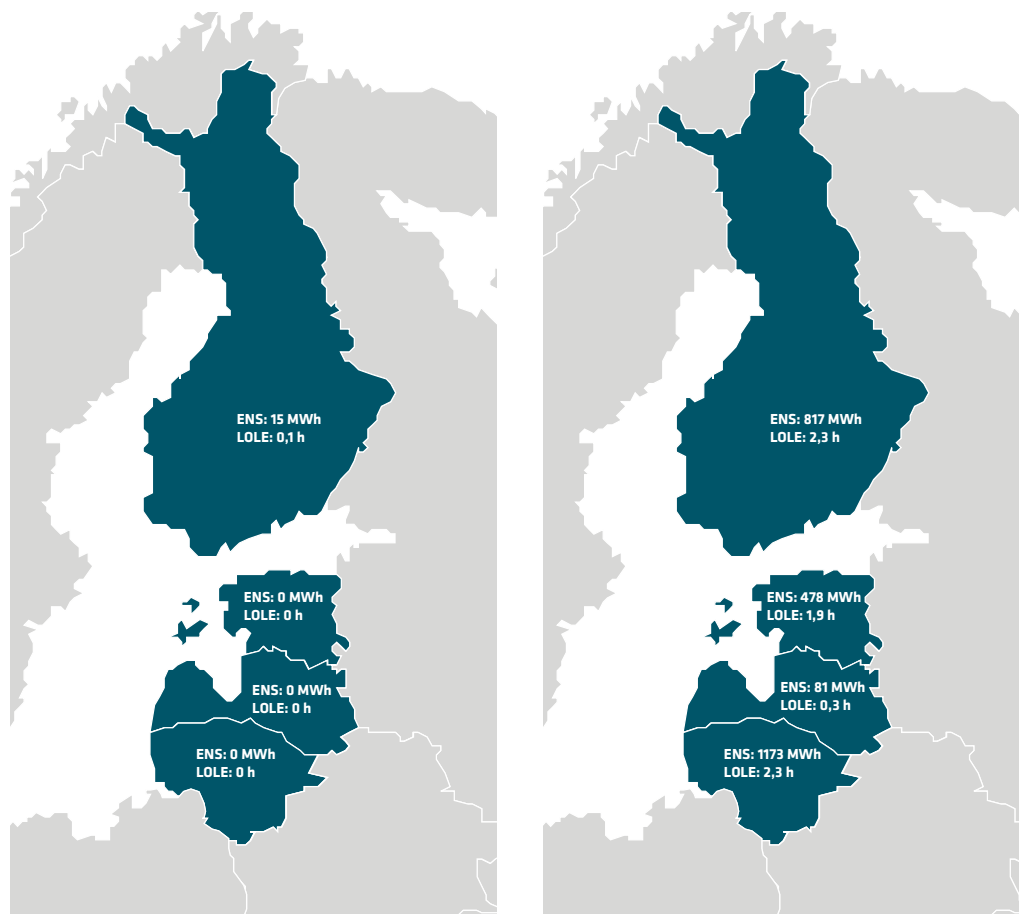 ENS: 15 MWh
LOLE: 0,1 h
ENS: 0 MWh
LOLE: 0 h
ENS: 0 MWh
LOLE: 0 h
ENS: 0 MWh
LOLE: 0 h
ENS: 817 MWh
LOLE: 2,3 h
ENS: 478 MWh
LOLE: 1,9 h
ENS: 81 MWh
LOLE: 0,3 h
ENS: 1173 MWh
LOLE: 2,3 h